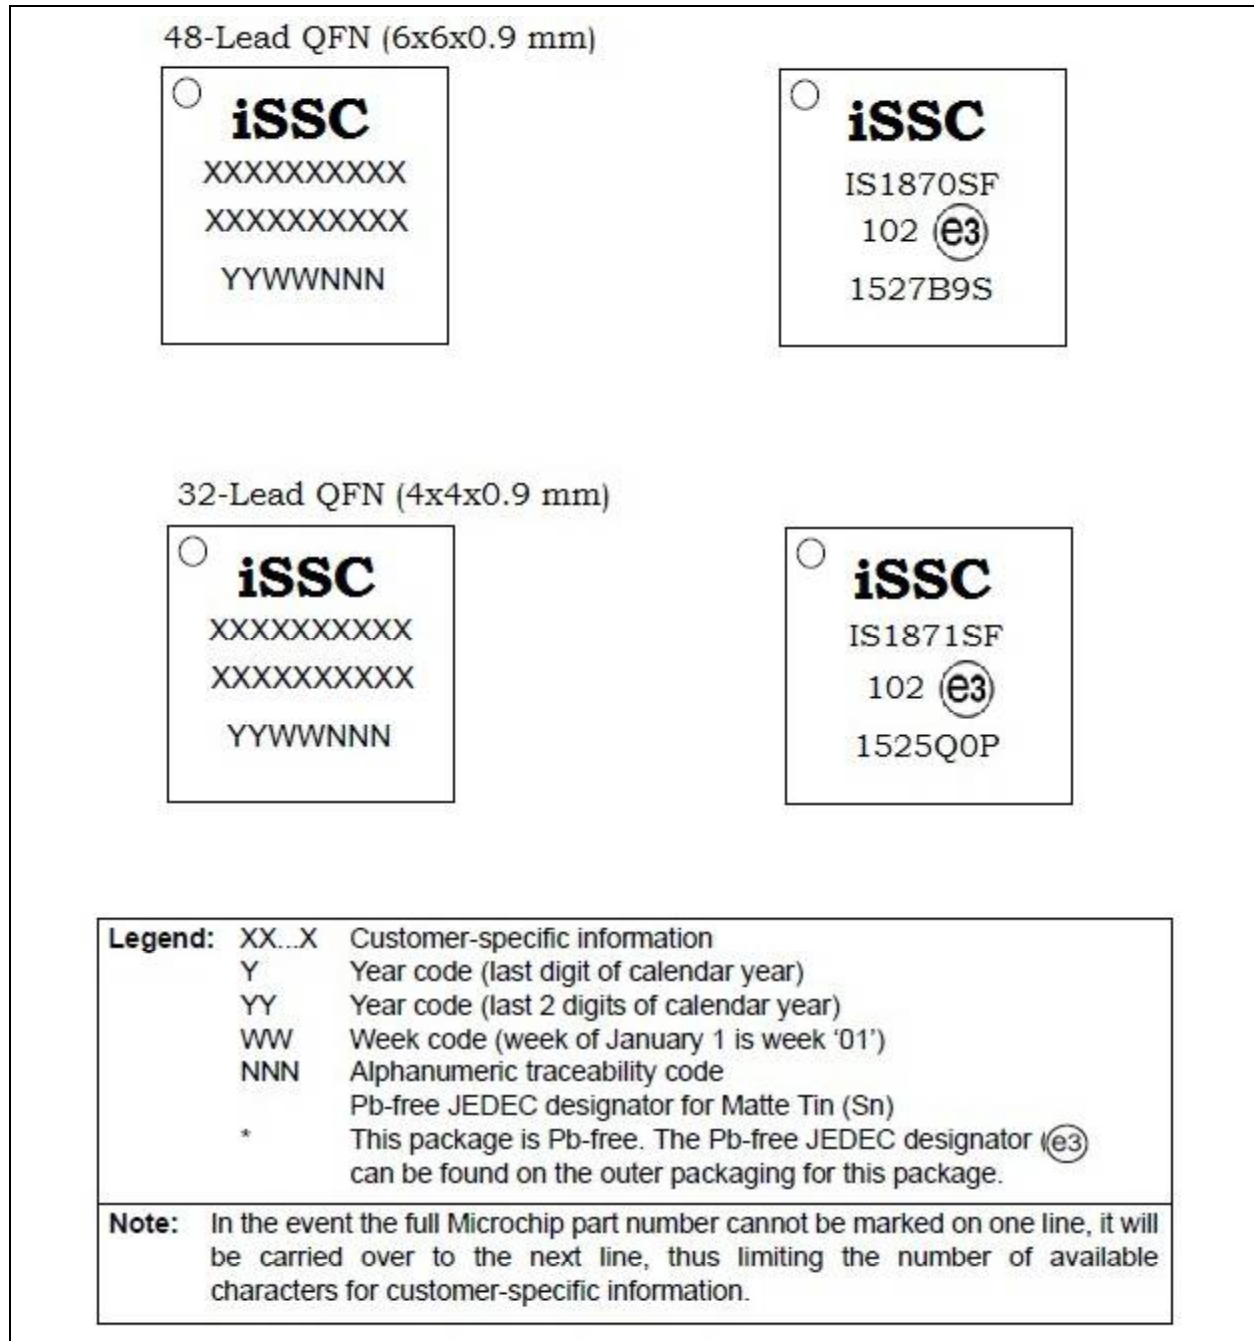 48-Lead QFN (6x6x0.9 mm)
iSSC
XXXXXXXXXX
XXXXXXXXXX
YYWWNNN
iSSC
IS1870SF
102 e3
1527B9S
32-Lead QFN (4x4x0.9 mm)
iSSC
XXXXXXXXXX
XXXXXXXXXX
YYWWNNN
iSSC
IS1871SF
102 e3
1525Q0P
Legend: XX...X Customer-specific information
Y Year code (last digit of calendar year)
YY Year code (last 2 digits of calendar year)
WW Week code (week of January 1 is week ‘01’)
NNN Alphanumeric traceability code
Pb-free JEDEC designator for Matte Tin (Sn)
* This package is Pb-free. The Pb-free JEDEC designator (e3)
can be found on the outer packaging for this package.
Note: In the event the full Microchip part number cannot be marked on one line, it will
be carried over to the next line, thus limiting the number of available
characters for customer-specific information.